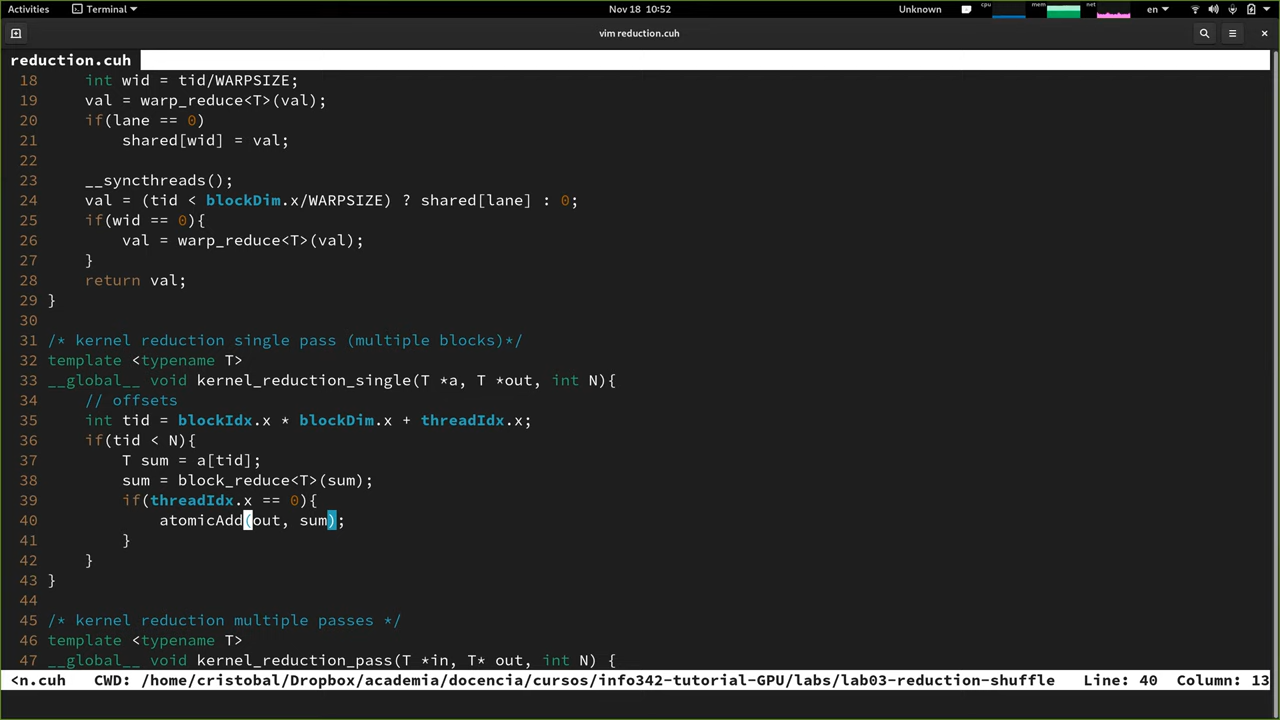 Activities Terminal Nov 18 10:52 Unknown cpu mem net en
vim reduction.cuh
reduction.cuh
18     int wid = tid/WARPSIZE;
19     val = warp_reduce<T>(val);
20     if(lane == 0)
21         shared[wid] = val;
22
23     __syncthreads();
24     val = (tid < blockDim.x/WARPSIZE) ? shared[lane] : 0;
25     if(wid == 0){
26         val = warp_reduce<T>(val);
27     }
28     return val;
29 }
30
31 /* kernel reduction single pass (multiple blocks)*/
32 template <typename T>
33 __global__ void kernel_reduction_single(T *a, T *out, int N){
34     // offsets
35     int tid = blockIdx.x * blockDim.x + threadIdx.x;
36     if(tid < N){
37         T sum = a[tid];
38         sum = block_reduce<T>(sum);
39         if(threadIdx.x == 0){
40             atomicAdd(out, sum);
41         }
42     }
43 }
44
45 /* kernel reduction multiple passes */
46 template <typename T>
47 __global__ void kernel_reduction_pass(T *in, T* out, int N) {
<n.cuh   CWD: /home/cristobal/Dropbox/academia/docencia/cursos/info342-tutorial-GPU/labs/lab03-reduction-shuffle   Line: 40  Column: 13